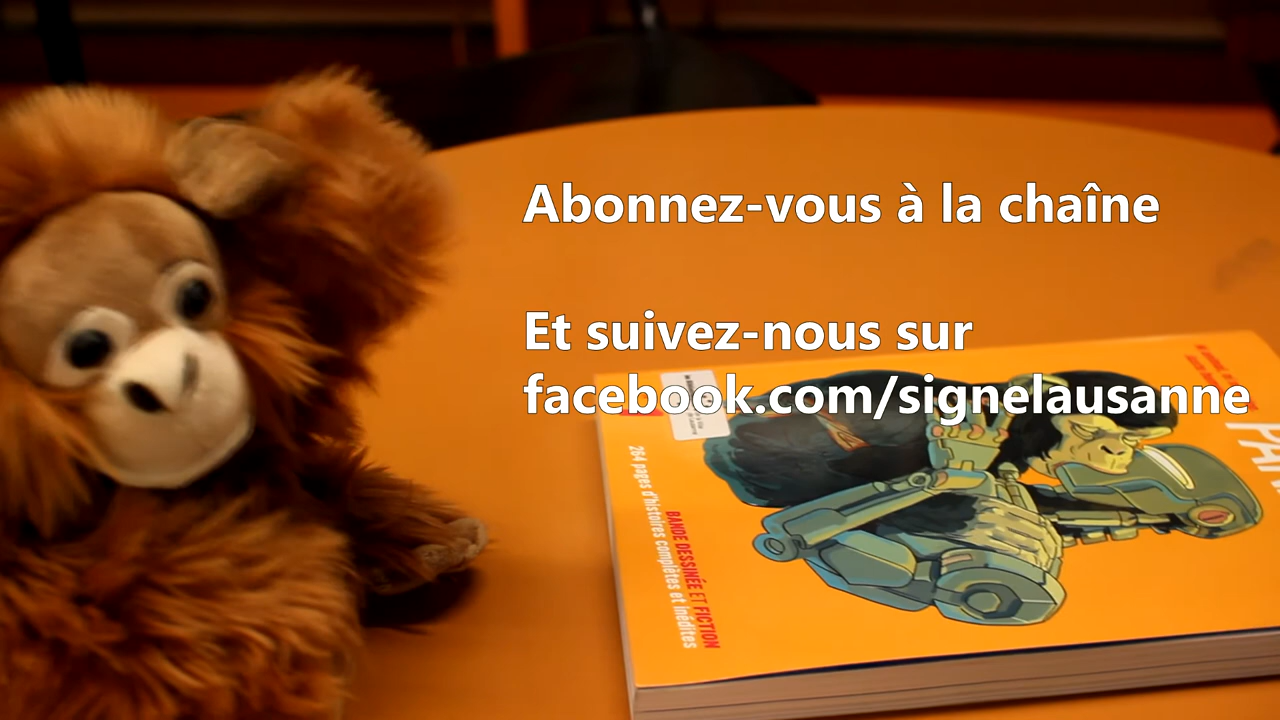 Abonnez-vous à la chaîne
Et suivez-nous sur
facebook.com/signelausanne
BANDE DESSINÉE ET FICTION
264 pages d'histoires complètes et inédites